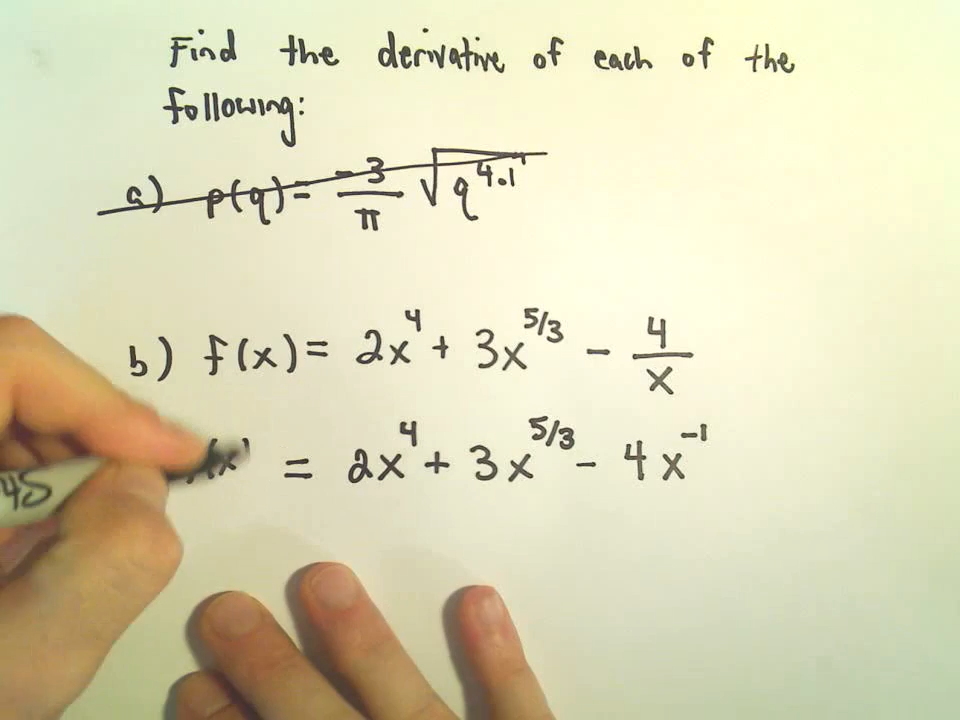 Find the derivative of each of the
following:
a) p(q) = -3/π √q^4.1
b) f(x) = 2x^4 + 3x^5/3 - 4/x
(x) = 2x^4 + 3x^5/3 - 4x^-1
45